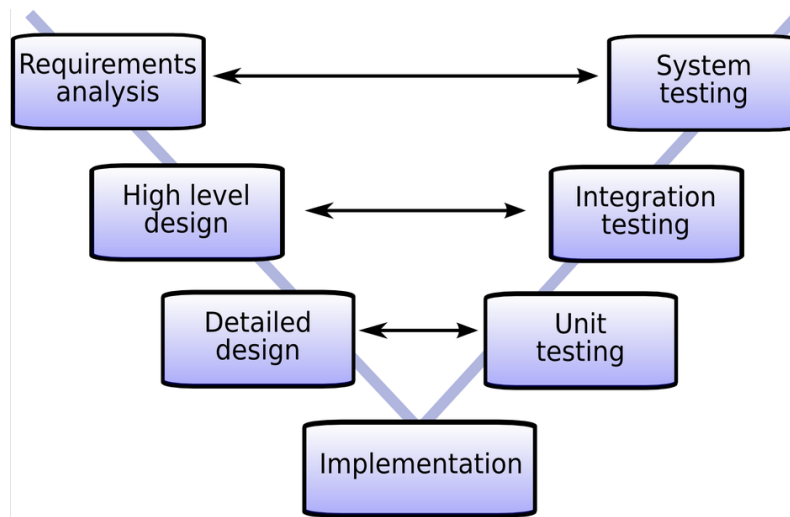 Requirements
analysis
System
testing
High level
design
Integration
testing
Detailed
design
Unit
testing
Implementation